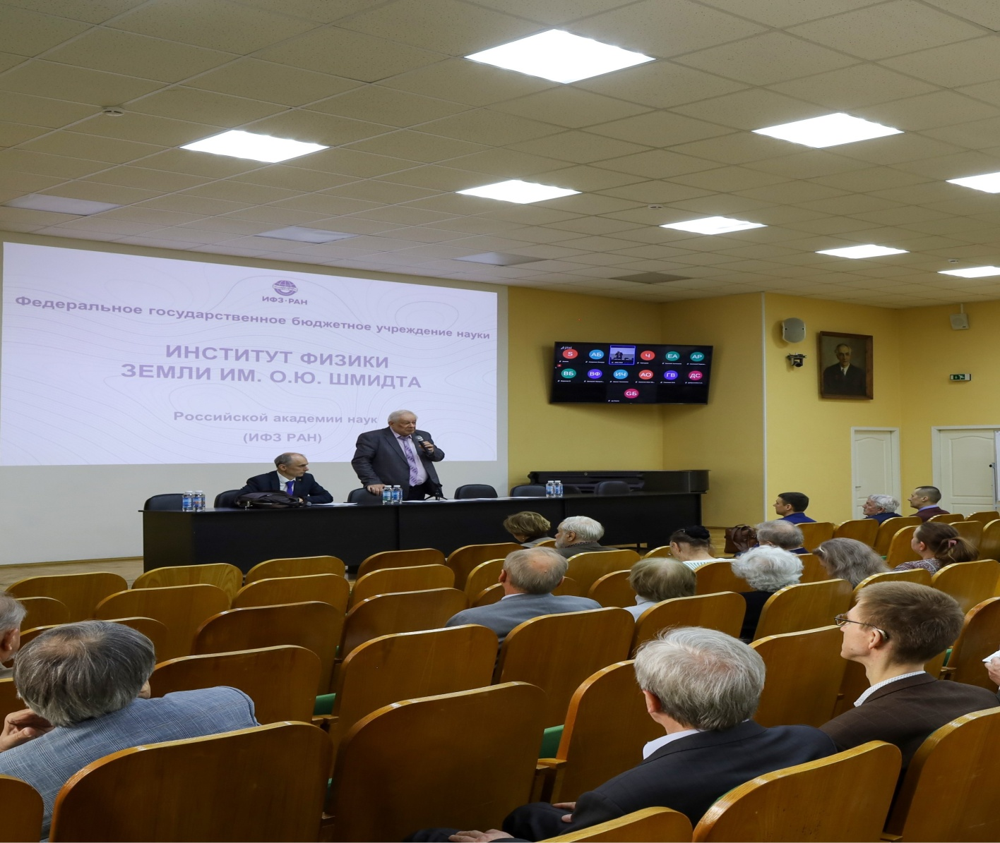 ИФЗ·РАН
Федеральное государственное бюджетное учреждение науки
ИНСТИТУТ ФИЗИКИ
ЗЕМЛИ ИМ. О.Ю. ШМИДТА
Российской академии наук
(ИФЗ РАН)
S АБ Ч ЕА АР
ВБ ВФ ИЧ АО ГВ ДС
GБ